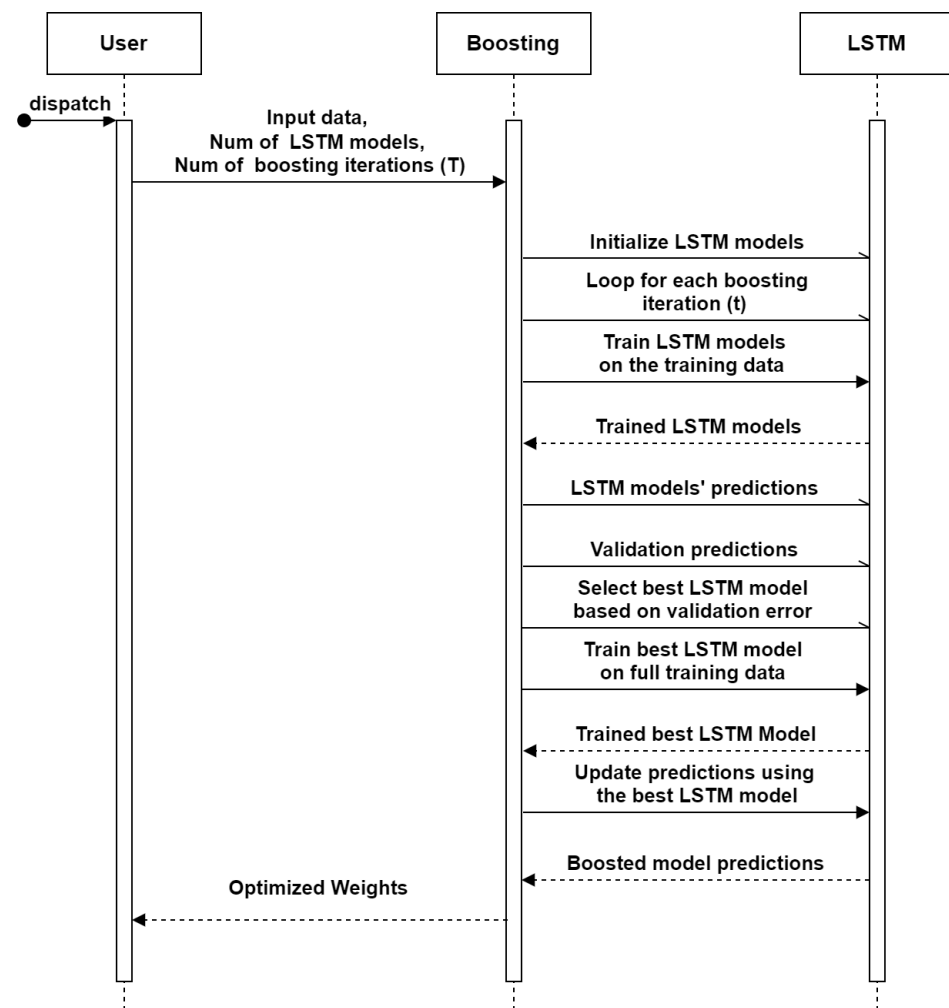 User
Boosting
LSTM
dispatch
Input data,
Num of LSTM models,
Num of boosting iterations (T)
Initialize LSTM models
Loop for each boosting
iteration (t)
Train LSTM models
on the training data
Trained LSTM models
LSTM models' predictions
Validation predictions
Select best LSTM model
based on validation error
Train best LSTM model
on full training data
Trained best LSTM Model
Update predictions using
the best LSTM model
Boosted model predictions
Optimized Weights